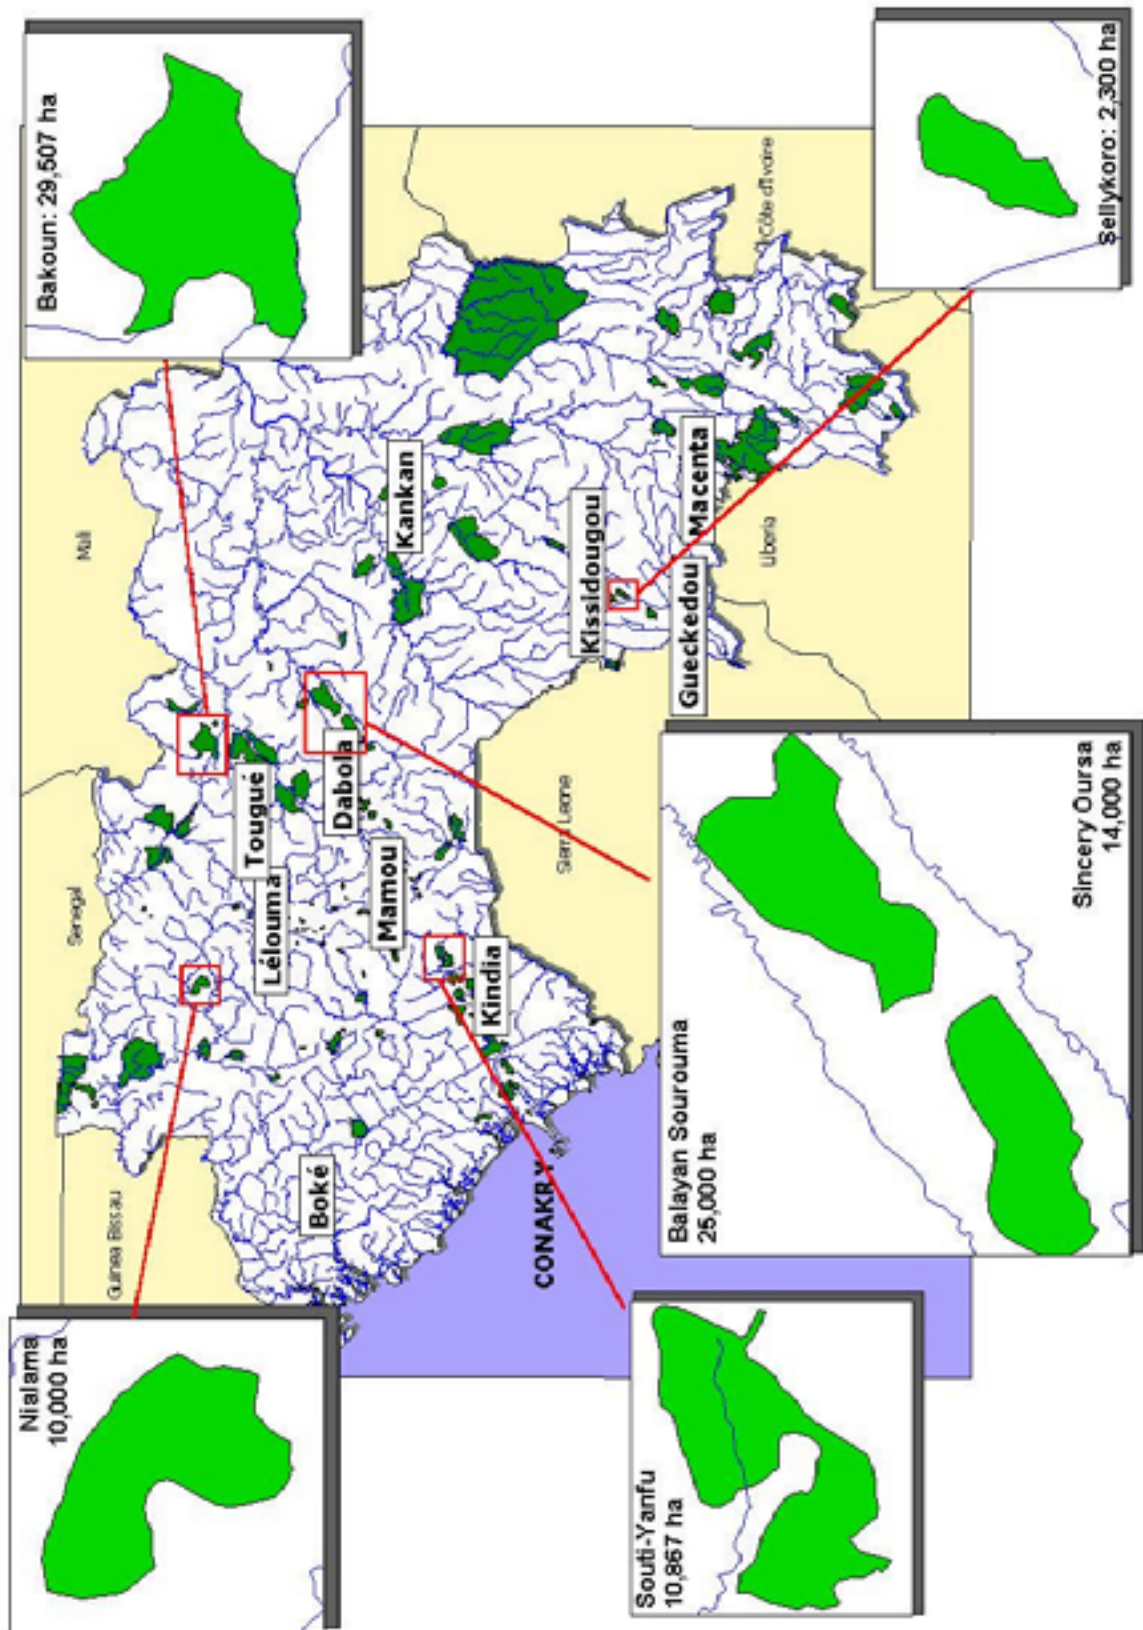 Nialama
10,000 ha
Bakoun: 29,507 ha
Senegal
Mali
Guinea Bissau
Tougué
Lélouma
Boké
Dabola
Mamou
Kankan
Kindia
CONAKRY
Sierra Leone
Kissidougou
Gueckedou
Macenta
Liberia
Côte d'Ivoire
Souti-Yanfu
10,867 ha
Balayan Sourouma
25,000 ha
Sincery Oursa
14,000 ha
Sellykoro: 2,300 ha